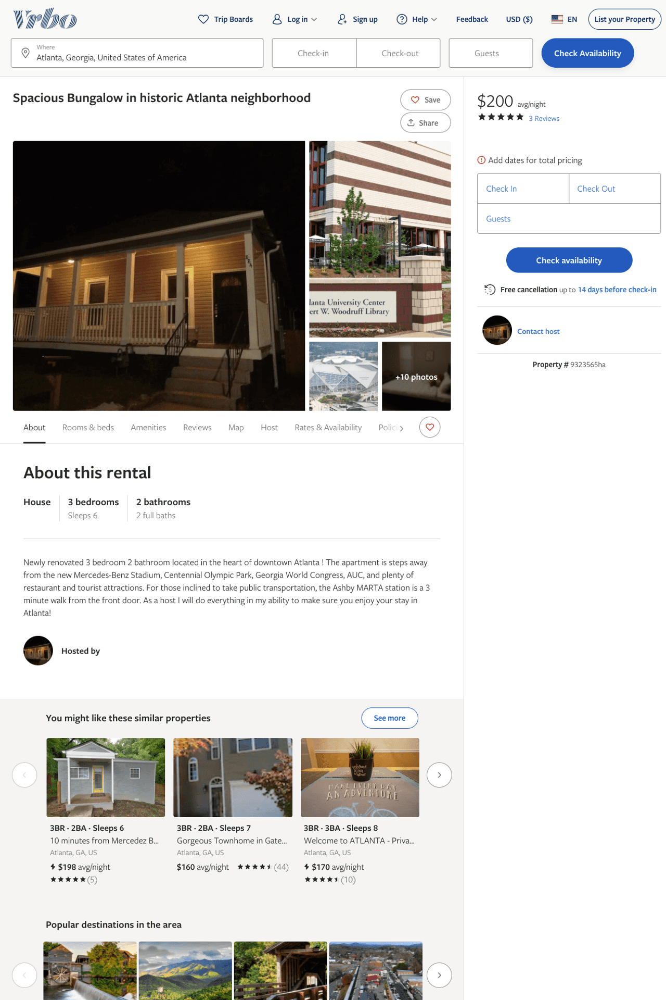 Vrbo
Trip Boards
Log in
Sign up
Help
Feedback
USD ($)
EN
List your Property
Where
Atlanta, Georgia, United States of America
Check-in
Check-out
Guests
Check Availability
Spacious Bungalow in historic Atlanta neighborhood
Save
Share
$200 avg/night
3 Reviews
Add dates for total pricing
Check In
Check Out
Guests
Check availability
Free cancellation up to 14 days before check-in
Contact host
Property # 9323565ha
lanta University Center
ert W. Woodruff Library
+10 photos
About
Rooms & beds
Amenities
Reviews
Map
Host
Rates & Availability
Polici
About this rental
House
3 bedrooms
Sleeps 6
2 bathrooms
2 full baths
Newly renovated 3 bedroom 2 bathroom located in the heart of downtown Atlanta ! The apartment is steps away
from the new Mercedes-Benz Stadium, Centennial Olympic Park, Georgia World Congress, AUC, and plenty of
restaurant and tourist attractions. For those inclined to take public transportation, the Ashby MARTA station is a 3
minute walk from the front door. As a host I will do everything in my ability to make sure you enjoy your stay in
Atlanta!
Hosted by
You might like these similar properties
See more
MAKE EVERY DAY
AN ADVENTURE
3BR · 2BA · Sleeps 6
10 minutes from Mercedez B...
Atlanta, GA, US
$198 avg/night
(5)
3BR · 2BA · Sleeps 7
Gorgeous Townhome in Gate...
Atlanta, GA, US
$160 avg/night
(44)
3BR · 3BA · Sleeps 8
Welcome to ATLANTA - Priva...
Atlanta, GA, US
$170 avg/night
(10)
Popular destinations in the area